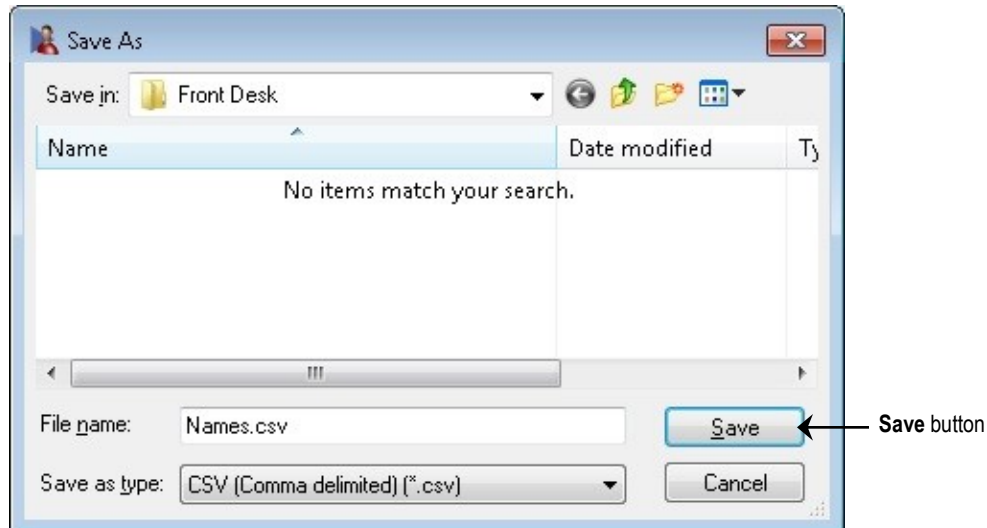 Save As
Save in: Front Desk
Name Date modified Ty
No items match your search.
File name: Names.csv Save Save button
Save as type: CSV (Comma delimited) (*.csv) Cancel